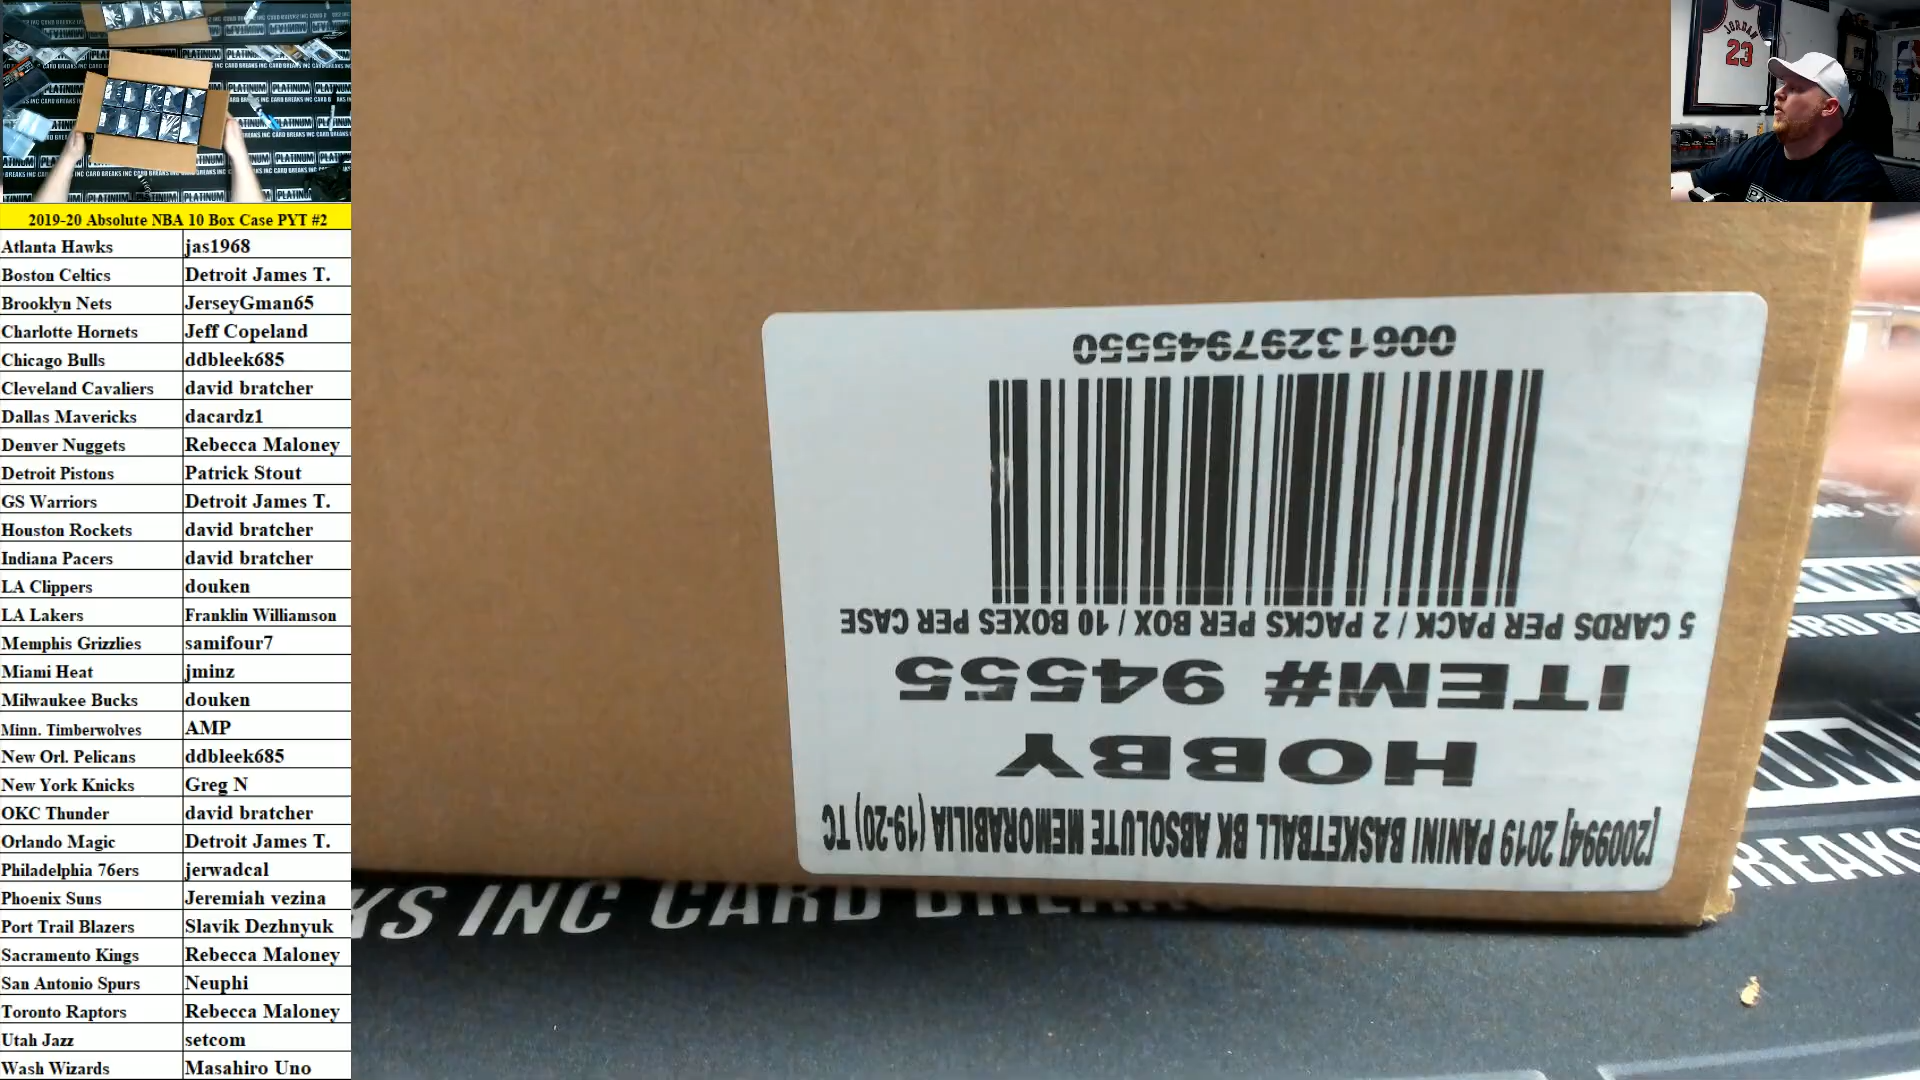 2019-20 Absolute NBA 10 Box Case PYT #2
Atlanta Hawks jas1968
Boston Celtics Detroit James T.
Brooklyn Nets JerseyGman65
Charlotte Hornets Jeff Copeland
Chicago Bulls ddbleek685
Cleveland Cavaliers david bratcher
Dallas Mavericks dacardz1
Denver Nuggets Rebecca Maloney
Detroit Pistons Patrick Stout
GS Warriors Detroit James T.
Houston Rockets david bratcher
Indiana Pacers david bratcher
LA Clippers douken
LA Lakers Franklin Williamson
Memphis Grizzlies samifour7
Miami Heat jminz
Milwaukee Bucks douken
Minn. Timberwolves AMP
New Orl. Pelicans ddbleek685
New York Knicks Greg N
OKC Thunder david bratcher
Orlando Magic Detroit James T.
Philadelphia 76ers jerwadcal
Phoenix Suns Jeremiah vezina
Port Trail Blazers Slavik Dezhnyuk
Sacramento Kings Rebecca Maloney
San Antonio Spurs Neuphi
Toronto Raptors Rebecca Maloney
Utah Jazz setcom
Wash Wizards Masahiro Uno
[200994] 2019 PANINI BASKETBALL BK ABSOLUTE MEMORABILIA (19-20) TC
HOBBY
ITEM# 94555
5 CARDS PER PACK / 2 PACKS PER BOX / 10 BOXES PER CASE
00613297945550
INC CARD BREAKS
JORDAN
23
PLATINUM
CARD BREAKS INC